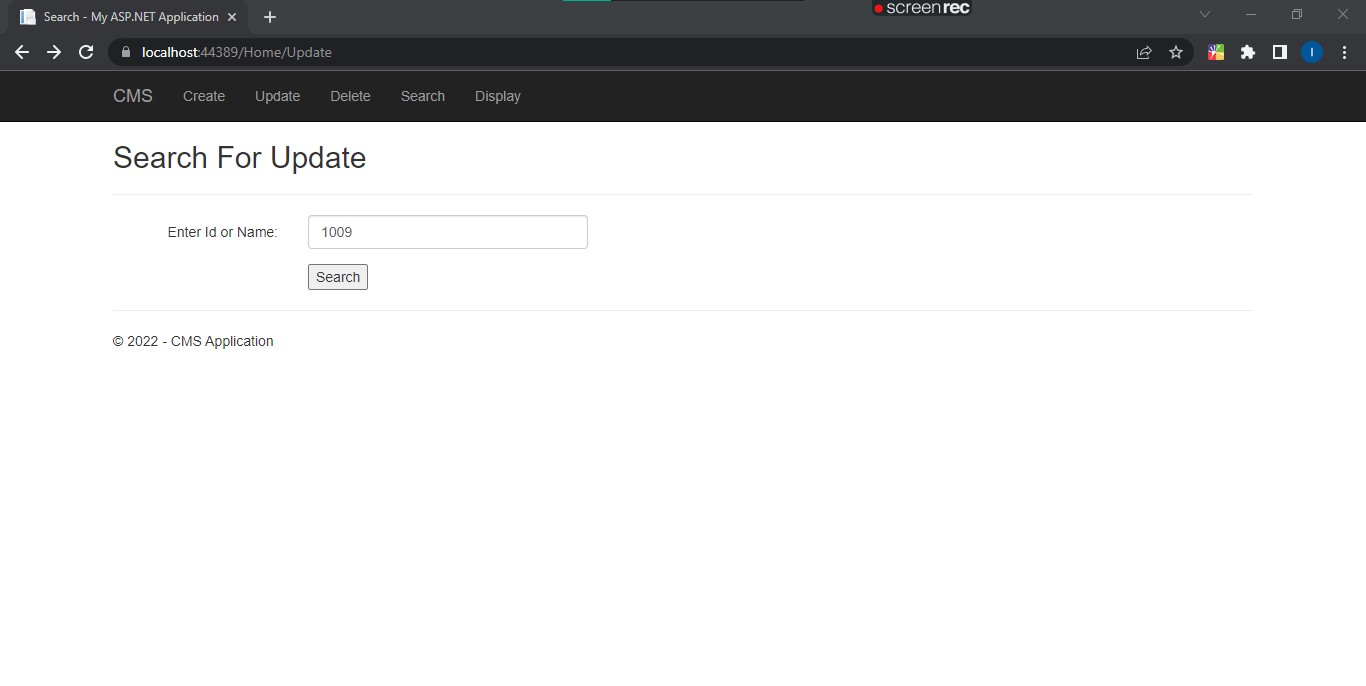 Search - My ASP.NET Application
screenrec
localhost:44389/Home/Update
I
CMS Create Update Delete Search Display
Search For Update
Enter Id or Name: 1009
Search
© 2022 - CMS Application